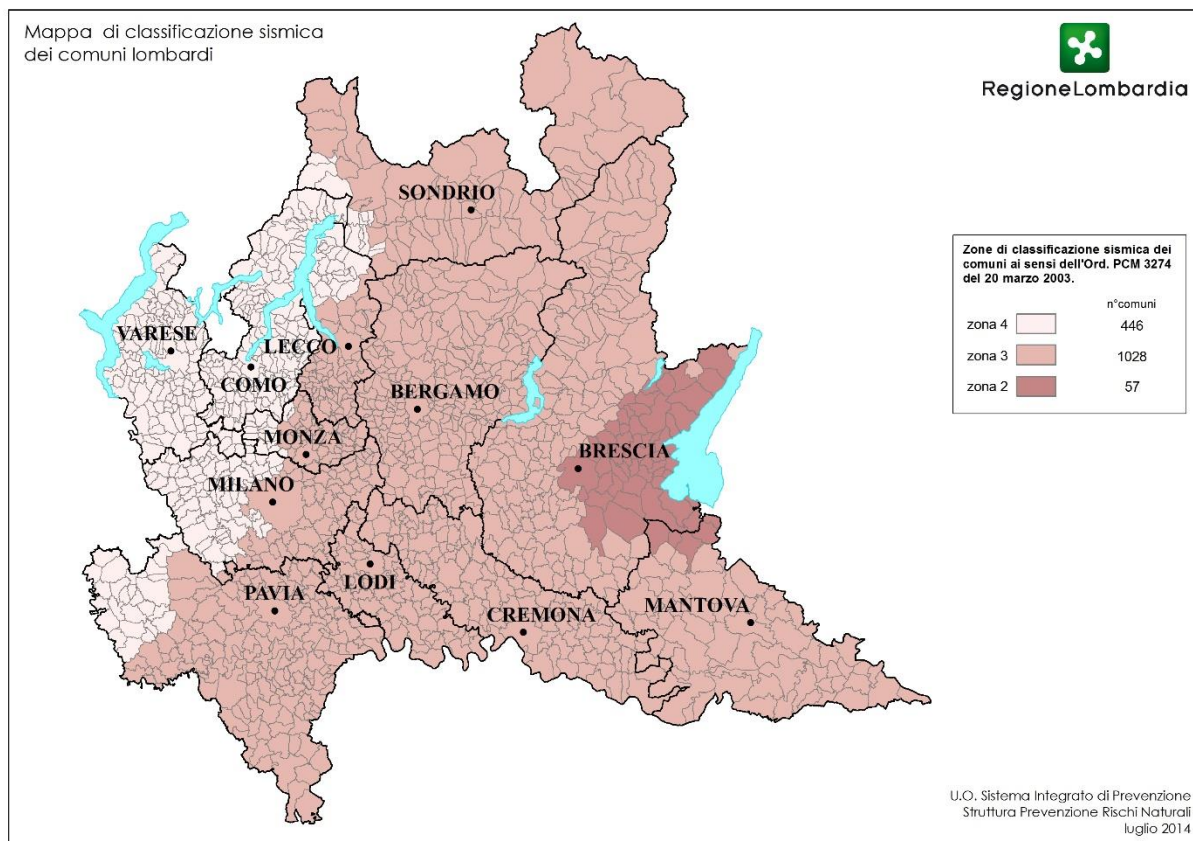 Mappa di classificazione sismica
dei comuni lombardi
RegioneLombardia
SONDRIO
VARESE
LECCO
COMO
BERGAMO
MONZA
BRESCIA
MILANO
LODI
PAVIA
CREMONA
MANTOVA
Zone di classificazione sismica dei
comuni ai sensi dell'Ord. PCM 3274
del 20 marzo 2003.
n°comuni
zona 4 446
zona 3 1028
zona 2 57
U.O. Sistema Integrato di Prevenzione
Struttura Prevenzione Rischi Naturali
luglio 2014